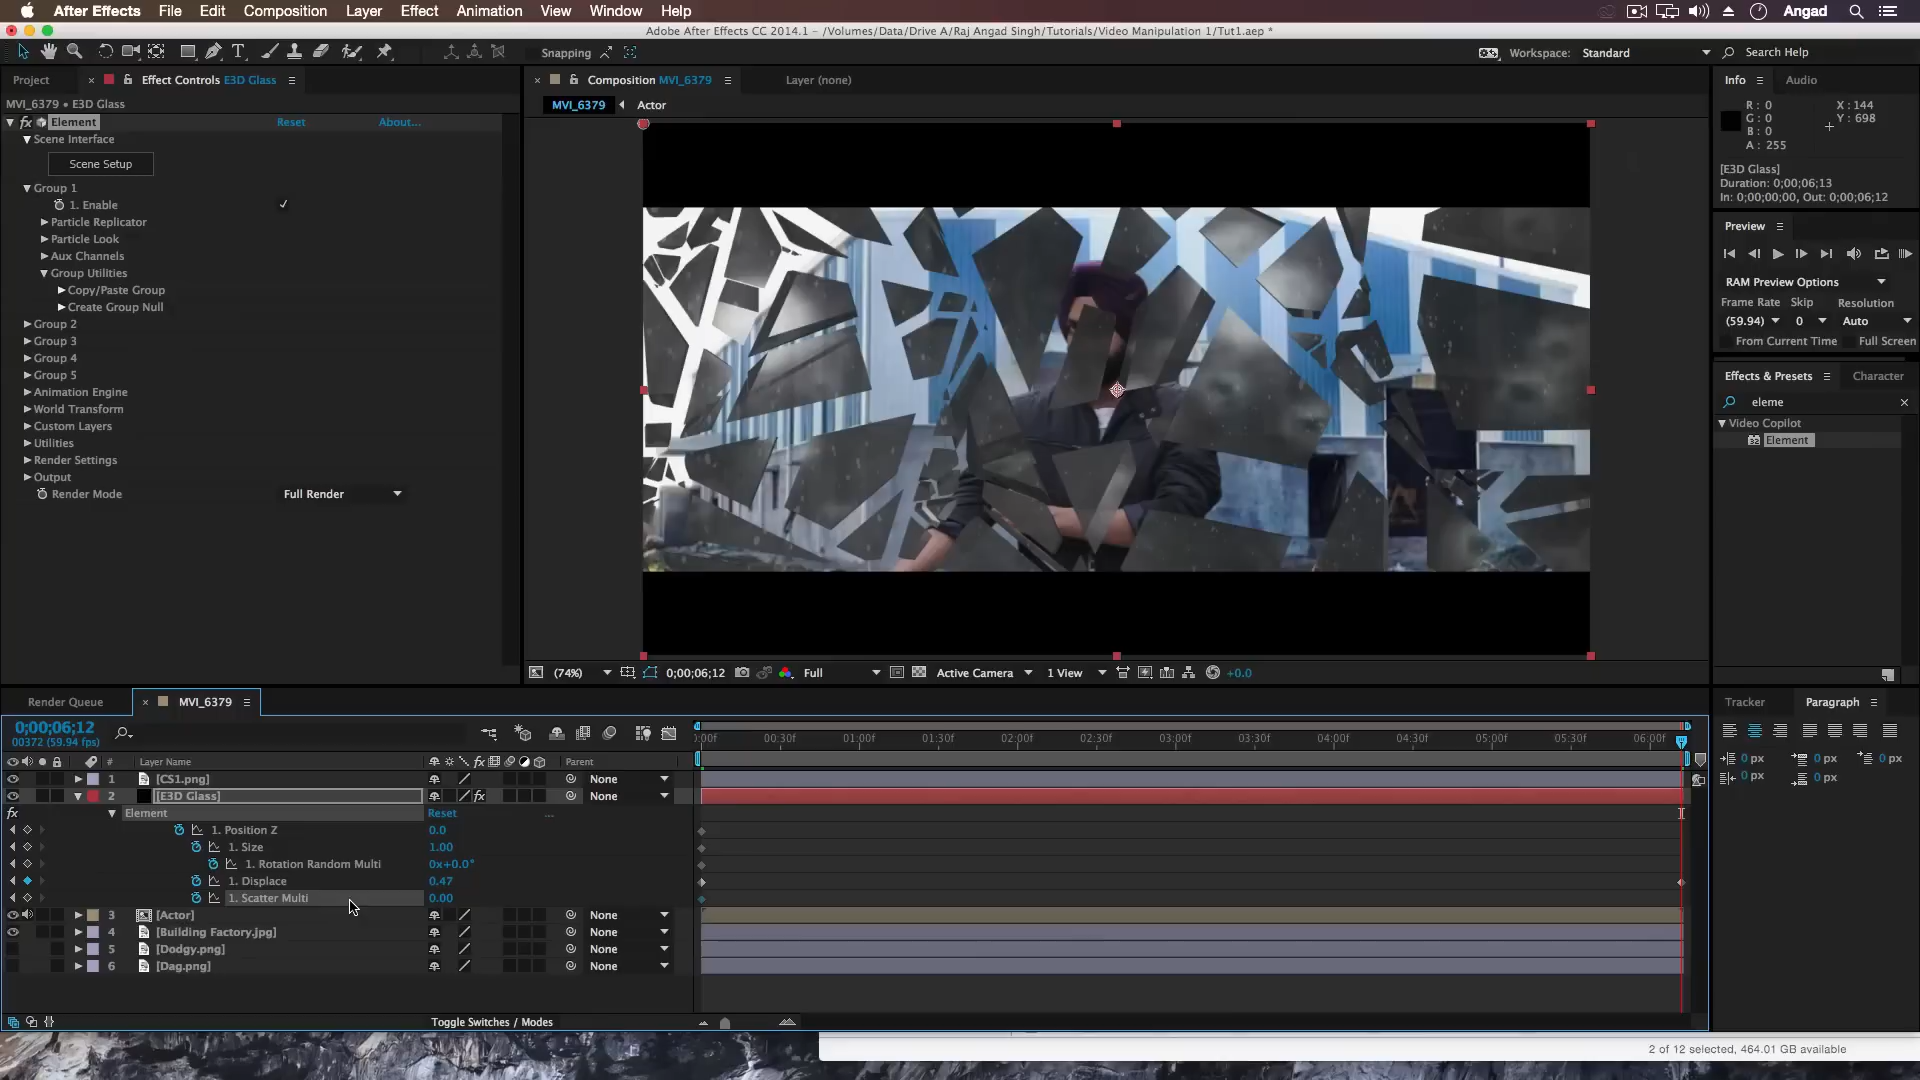 After Effects File Edit Composition Layer Effect Animation View Window Help Angad
Adobe After Effects CC 2014.1 - /Volumes/Data/Drive A/Raj Angad Singh/Tutorials/Video Manipulation 1/Tut1.aep *
Snapping Workspace: Standard Search Help
Project Effect Controls E3D Glass Composition MVI_6379 Layer (none) Info Audio
MVI_6379 • E3D Glass MVI_6379 Actor
fx Element Reset About...
Scene Interface
Scene Setup
Group 1
1. Enable
Particle Replicator
Particle Look
Aux Channels
Group Utilities
Copy/Paste Group
Create Group Null
Group 2
Group 3
Group 4
Group 5
Animation Engine
World Transform
Custom Layers
Utilities
Render Settings
Output
Render Mode Full Render
(74%) 0;00;06;12 Full Active Camera 1 View +0.0
R: 0 X: 144
G: 0 Y: 698
B: 0
A: 255
[E3D Glass]
Duration: 0;00;06;13
In: 0;00;00;00, Out: 0;00;06;12
Preview
RAM Preview Options
Frame Rate Skip Resolution
(59.94) 0 Auto
From Current Time Full Screen
Effects & Presets Character
eleme
Video Copilot
32 Element
Render Queue MVI_6379 Tracker Paragraph
0;00;06;12
00372 (59.94 fps)
:00f 00:30f 01:00f 01:30f 02:00f 02:30f 03:00f 03:30f 04:00f 04:30f 05:00f 05:30f 06:00f
0 px 0 px 0 px
0 px 0 px
# Layer Name fx Parent
1 [CS1.png] None
2 [E3D Glass] fx None
fx Element Reset ...
1. Position Z 0.0
1. Size 1.00
1. Rotation Random Multi 0x+0.0°
1. Displace 0.47
1. Scatter Multi 0.00
3 [Actor] None
4 [Building Factory.jpg] None
5 [Dodgy.png] None
6 [Dag.png] None
Toggle Switches / Modes
2 of 12 selected, 464.01 GB available